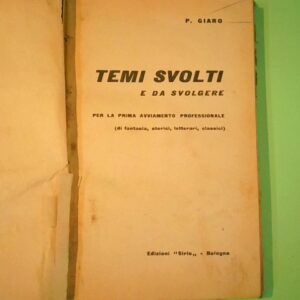 P. GIARO
TEMI SVOLTI
E DA SVOLGERE
PER LA PRIMA AVVIAMENTO PROFESSIONALE
(di fantasia, storici, letterari, classici)
Edizioni "Sirio„ - Bologna